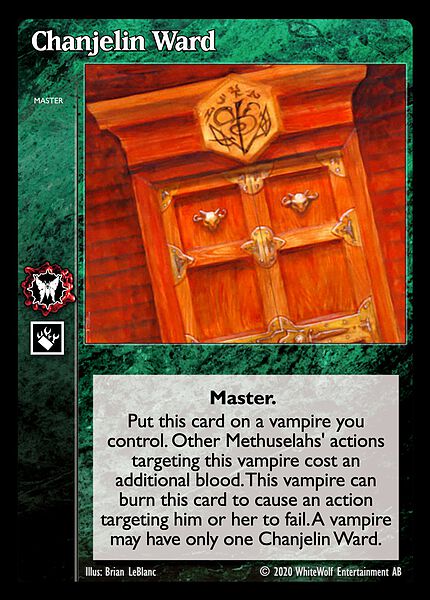 Chanjelin Ward
MASTER
Master.
Put this card on a vampire you
control. Other Methuselahs' actions
targeting this vampire cost an
additional blood. This vampire can
burn this card to cause an action
targeting him or her to fail. A vampire
may have only one Chanjelin Ward.
Illus: Brian LeBlanc © 2020 WhiteWolf Entertainment AB